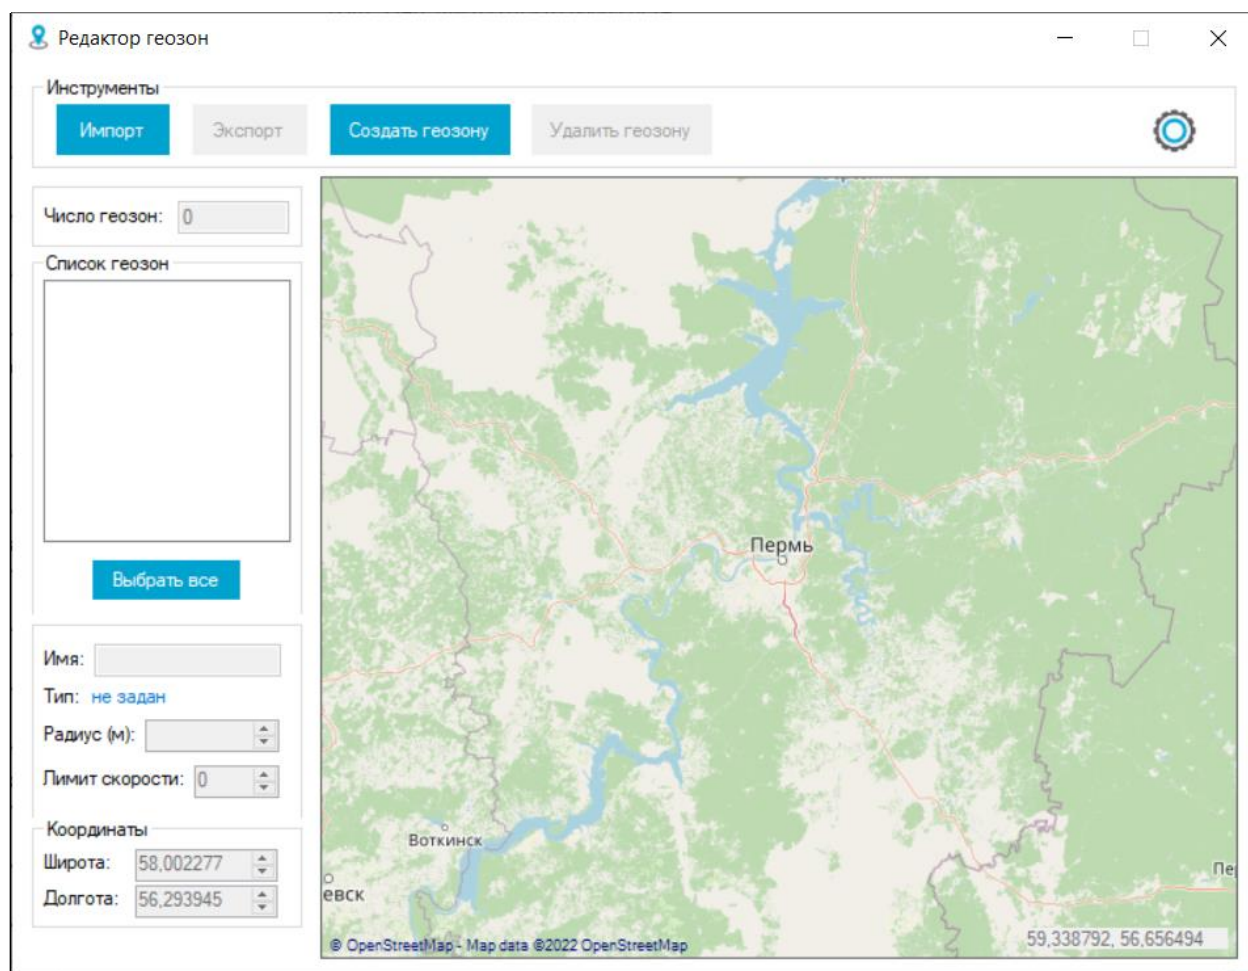 Редактор геозон
Инструменты
Импорт Экспорт Создать геозону Удалить геозону
Число геозон: 0
Список геозон
Выбрать все
Имя:
Тип: не задан
Радиус (м):
Лимит скорости: 0
Координаты
Широта: 58,002277
Долгота: 56,293945
Пермь
Воткинск
евск
Пе
© OpenStreetMap - Map data ©2022 OpenStreetMap
59,338792, 56,656494